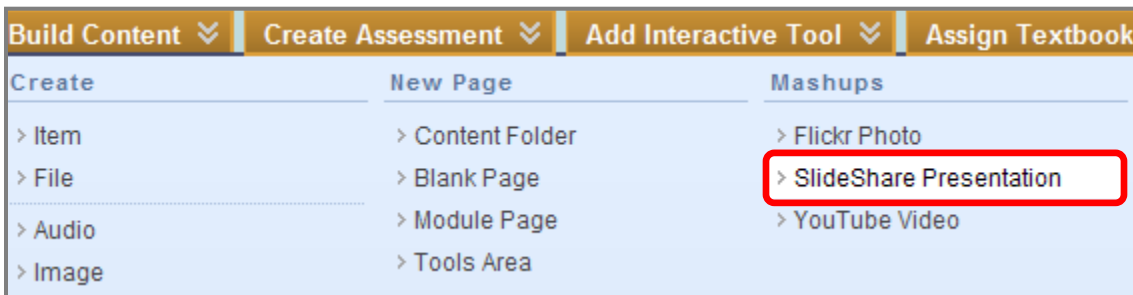 Build Content
Create Assessment
Add Interactive Tool
Assign Textbook
Create
New Page
Mashups
> Item
> Content Folder
> Flickr Photo
> File
> Blank Page
> SlideShare Presentation
> Audio
> Module Page
> YouTube Video
> Image
> Tools Area